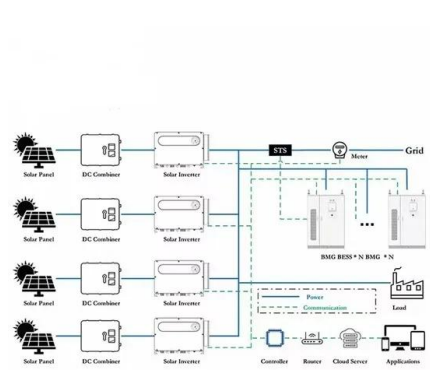 STS
Grid
Meter
Solar Panel DC Combiner Solar Inverter
Solar Panel DC Combiner Solar Inverter
BMG BESS * N BMG * N
Solar Panel DC Combiner Solar Inverter
Power
Communication
Load
Solar Panel DC Combiner Solar Inverter
Controller Router Cloud Server Applications